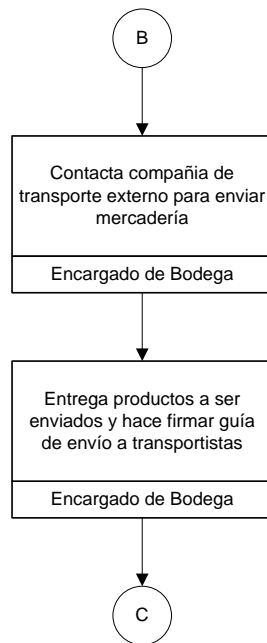 B
Contacta compañia de
transporte externo para enviar
mercadería
Encargado de Bodega
Entrega productos a ser
enviados y hace firmar guía
de envío a transportistas
Encargado de Bodega
C